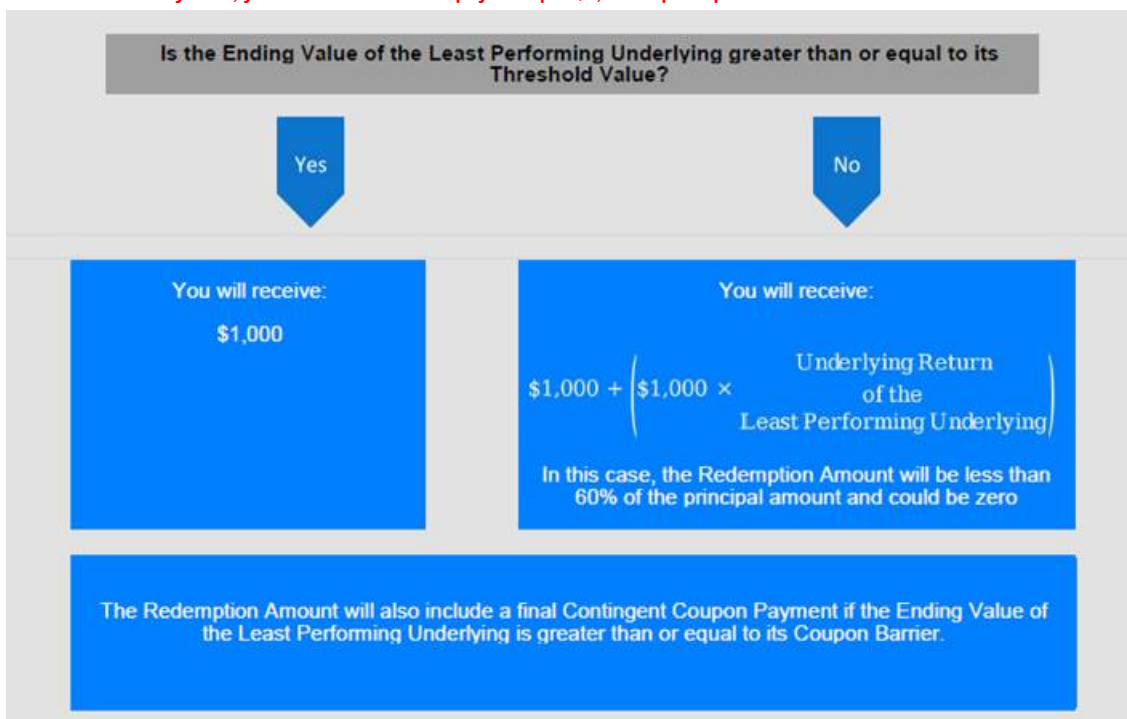 Is the Ending Value of the Least Performing Underlying greater than or equal to its
Threshold Value?
Yes
No
You will receive:
$1,000
You will receive:
$1,000 + ($1,000 × Underlying Return
of the
Least Performing Underlying)
In this case, the Redemption Amount will be less than
60% of the principal amount and could be zero
The Redemption Amount will also include a final Contingent Coupon Payment if the Ending Value of
the Least Performing Underlying is greater than or equal to its Coupon Barrier.